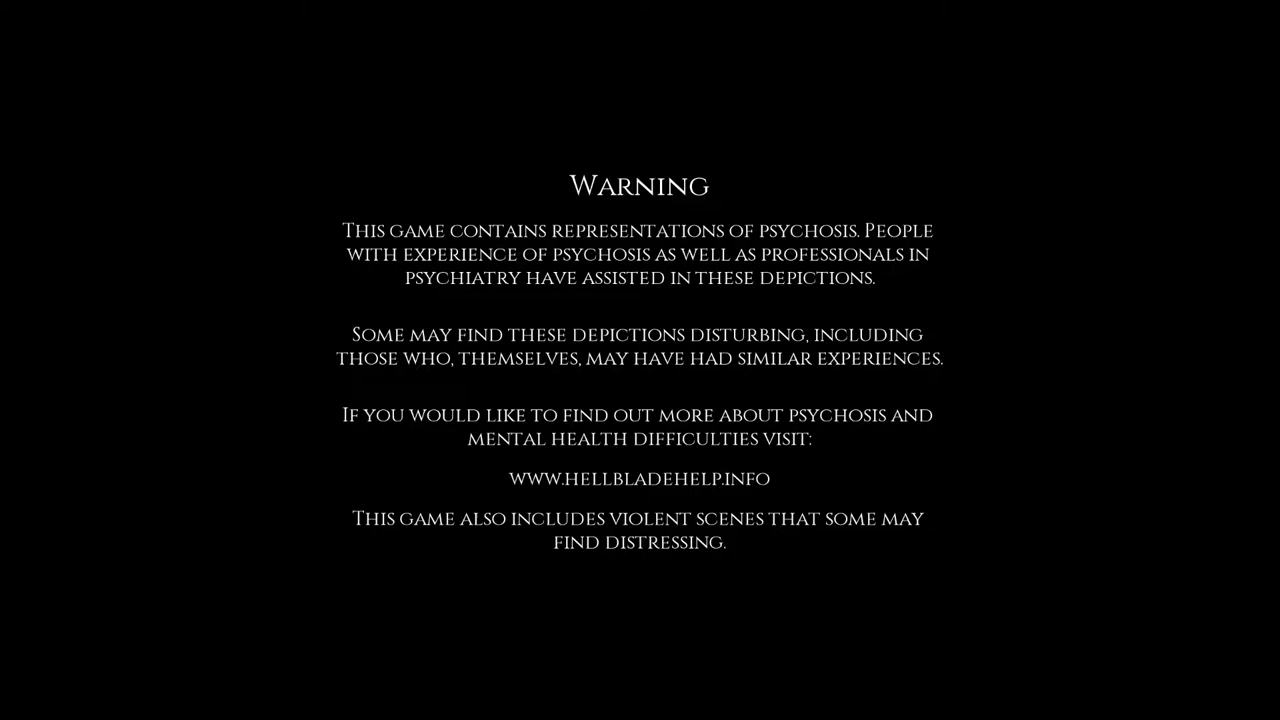 Warning
This game contains representations of psychosis. People
with experience of psychosis as well as professionals in
psychiatry have assisted in these depictions.
Some may find these depictions disturbing, including
those who, themselves, may have had similar experiences.
If you would like to find out more about psychosis and
mental health difficulties visit:
www.hellbladehelp.info
This game also includes violent scenes that some may
find distressing.